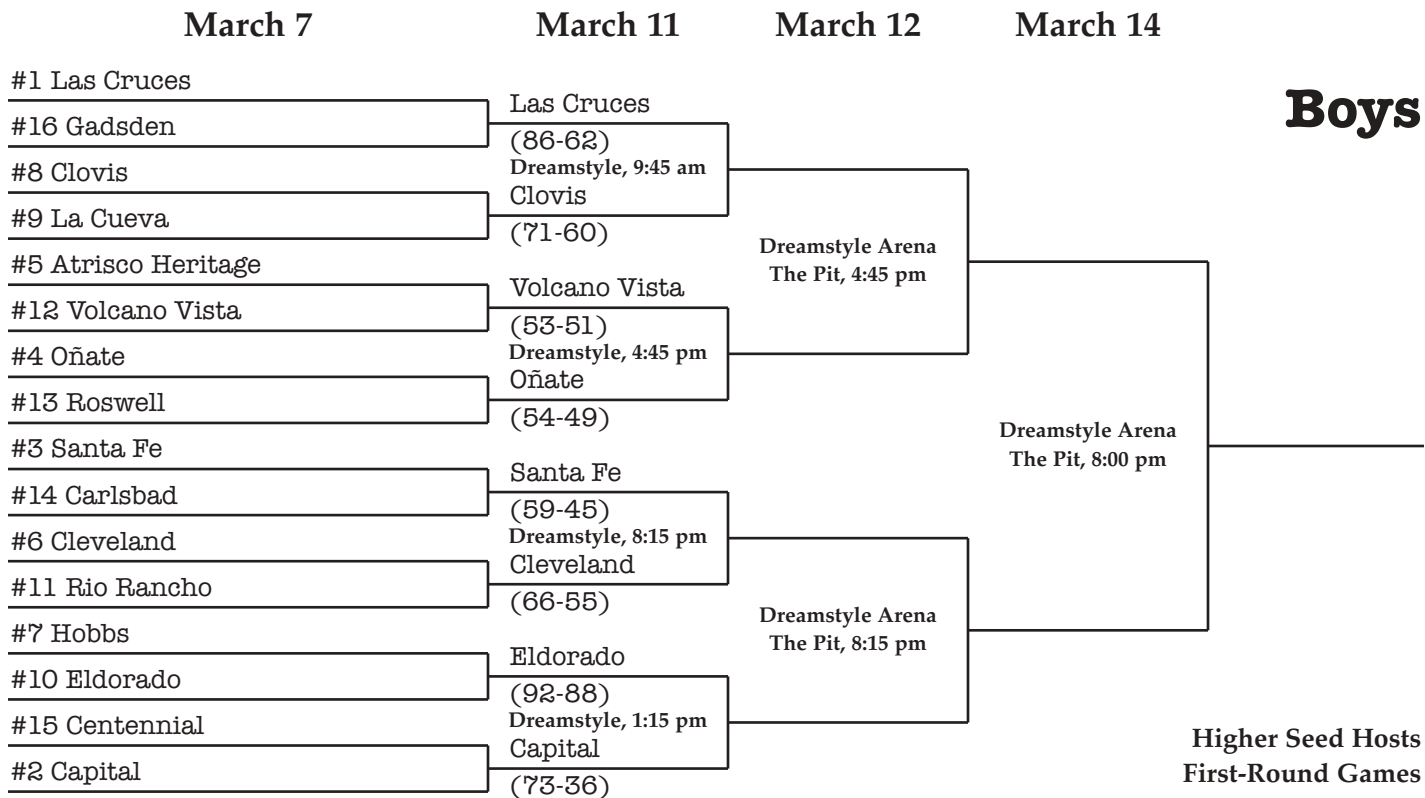 March 7
March 11
March 12
March 14
Boys
#1 Las Cruces
#16 Gadsden
#8 Clovis
#9 La Cueva
#5 Atrisco Heritage
#12 Volcano Vista
#4 Oñate
#13 Roswell
#3 Santa Fe
#14 Carlsbad
#6 Cleveland
#11 Rio Rancho
#7 Hobbs
#10 Eldorado
#15 Centennial
#2 Capital
Las Cruces
(86-62)
Dreamstyle, 9:45 am
Clovis
(71-60)
Volcano Vista
(53-51)
Dreamstyle, 4:45 pm
Oñate
(54-49)
Santa Fe
(59-45)
Dreamstyle, 8:15 pm
Cleveland
(66-55)
Eldorado
(92-88)
Dreamstyle, 1:15 pm
Capital
(73-36)
Dreamstyle Arena
The Pit, 4:45 pm
Dreamstyle Arena
The Pit, 8:15 pm
Dreamstyle Arena
The Pit, 8:00 pm
Higher Seed Hosts
First-Round Games